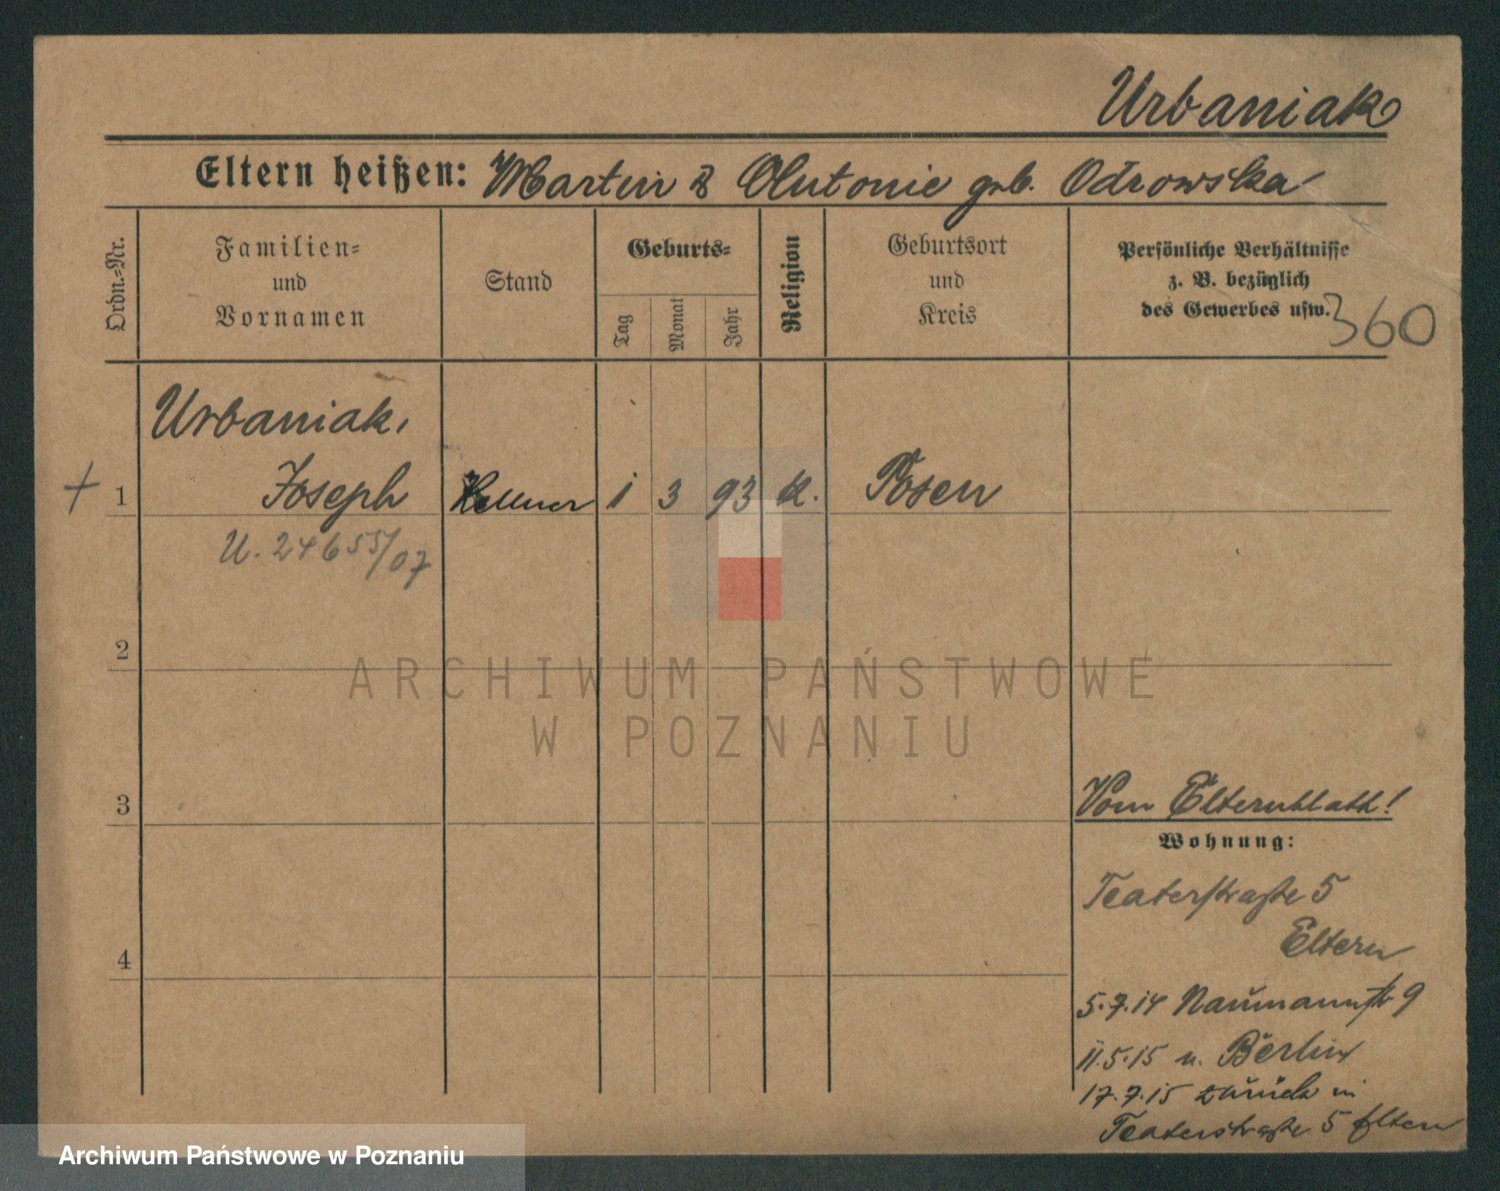 Urbaniak
Eltern heißen: Martin & Antonie geb. Odrowska
Ordn.-Nr.
Familien- und Vornamen
Stand
Geburts-
Tag
Monat
Jahr
Religion
Geburtsort und Kreis
Persönliche Verhältnisse
z. B. bezüglich
des Gewerbes usw.
360
Urbaniak,
+ 1 Joseph Kellner 1 3 93 k. Posen
U. 24655/07
2
3
4
Vom Elternblatt!
Wohnung:
Teaterstraße 5
Eltern
5.7.14 Naumannstr 9
11.5.15 n. Berlin
17.7.15 zurück in
Teaterstraße 5 Eltern
ARCHIWUM PAŃSTWOWE
W POZNANIU
Archiwum Państwowe w Poznaniu